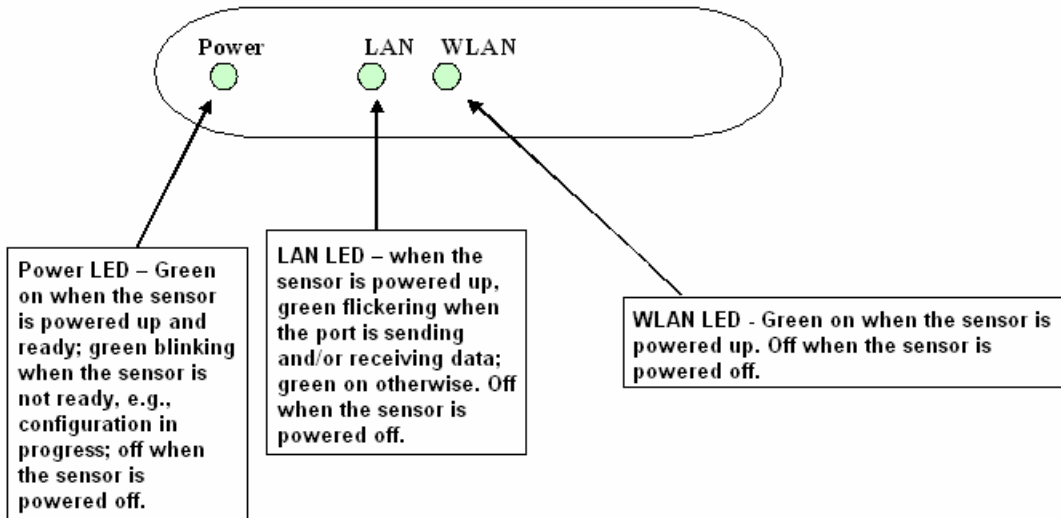 Power LAN WLAN
Power LED – Green
on when the sensor
is powered up and
ready; green blinking
when the sensor is
not ready, e.g.,
configuration in
progress; off when
the sensor is
powered off.
LAN LED – when the
sensor is powered up,
green flickering when
the port is sending
and/or receiving data;
green on otherwise. Off
when the sensor is
powered off.
WLAN LED - Green on when the sensor is
powered up. Off when the sensor is
powered off.